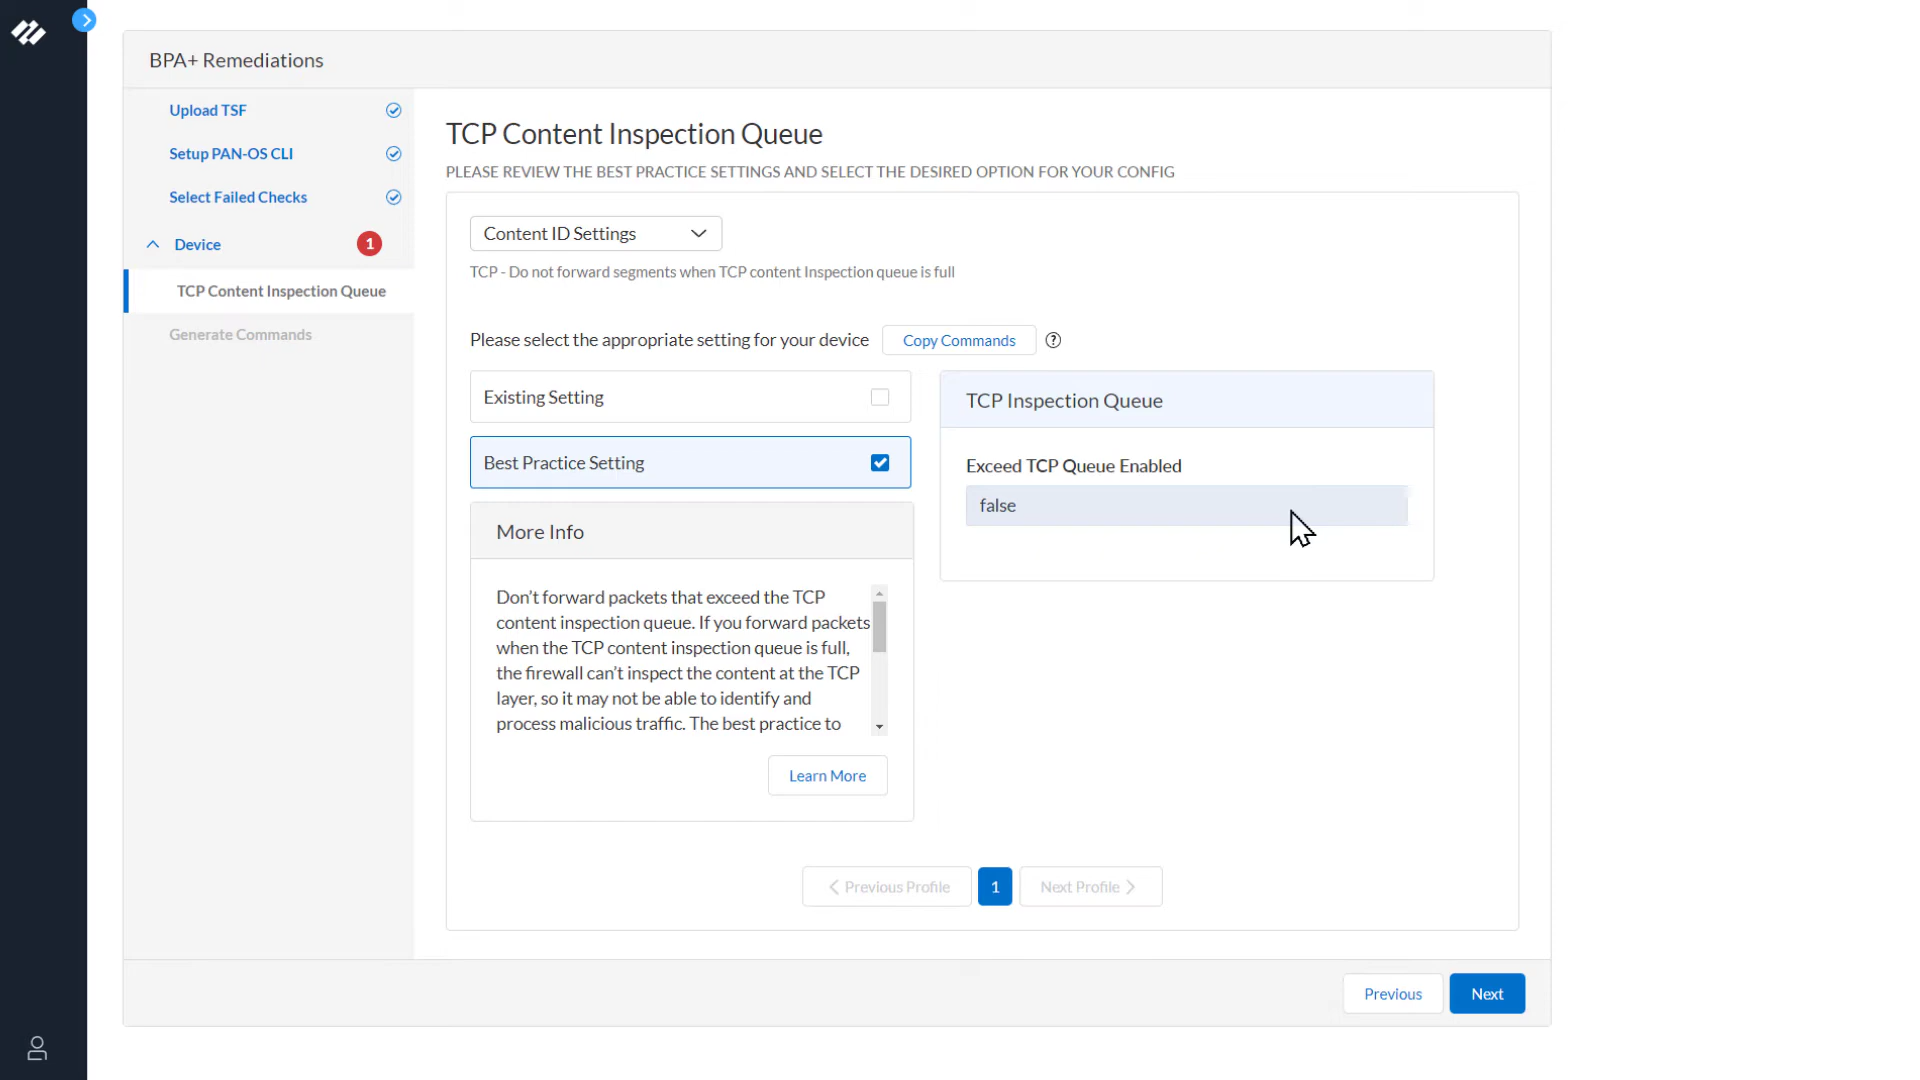 BPA+ Remediations
Upload TSF
Setup PAN-OS CLI
Select Failed Checks
Device
1
TCP Content Inspection Queue
Generate Commands
TCP Content Inspection Queue
PLEASE REVIEW THE BEST PRACTICE SETTINGS AND SELECT THE DESIRED OPTION FOR YOUR CONFIG
Content ID Settings
TCP - Do not forward segments when TCP content Inspection queue is full
Please select the appropriate setting for your device
Copy Commands
?
Existing Setting
Best Practice Setting
More Info
Don't forward packets that exceed the TCP
content inspection queue. If you forward packets
when the TCP content inspection queue is full,
the firewall can't inspect the content at the TCP
layer, so it may not be able to identify and
process malicious traffic. The best practice to
Learn More
TCP Inspection Queue
Exceed TCP Queue Enabled
false
Previous Profile
1
Next Profile
Previous
Next